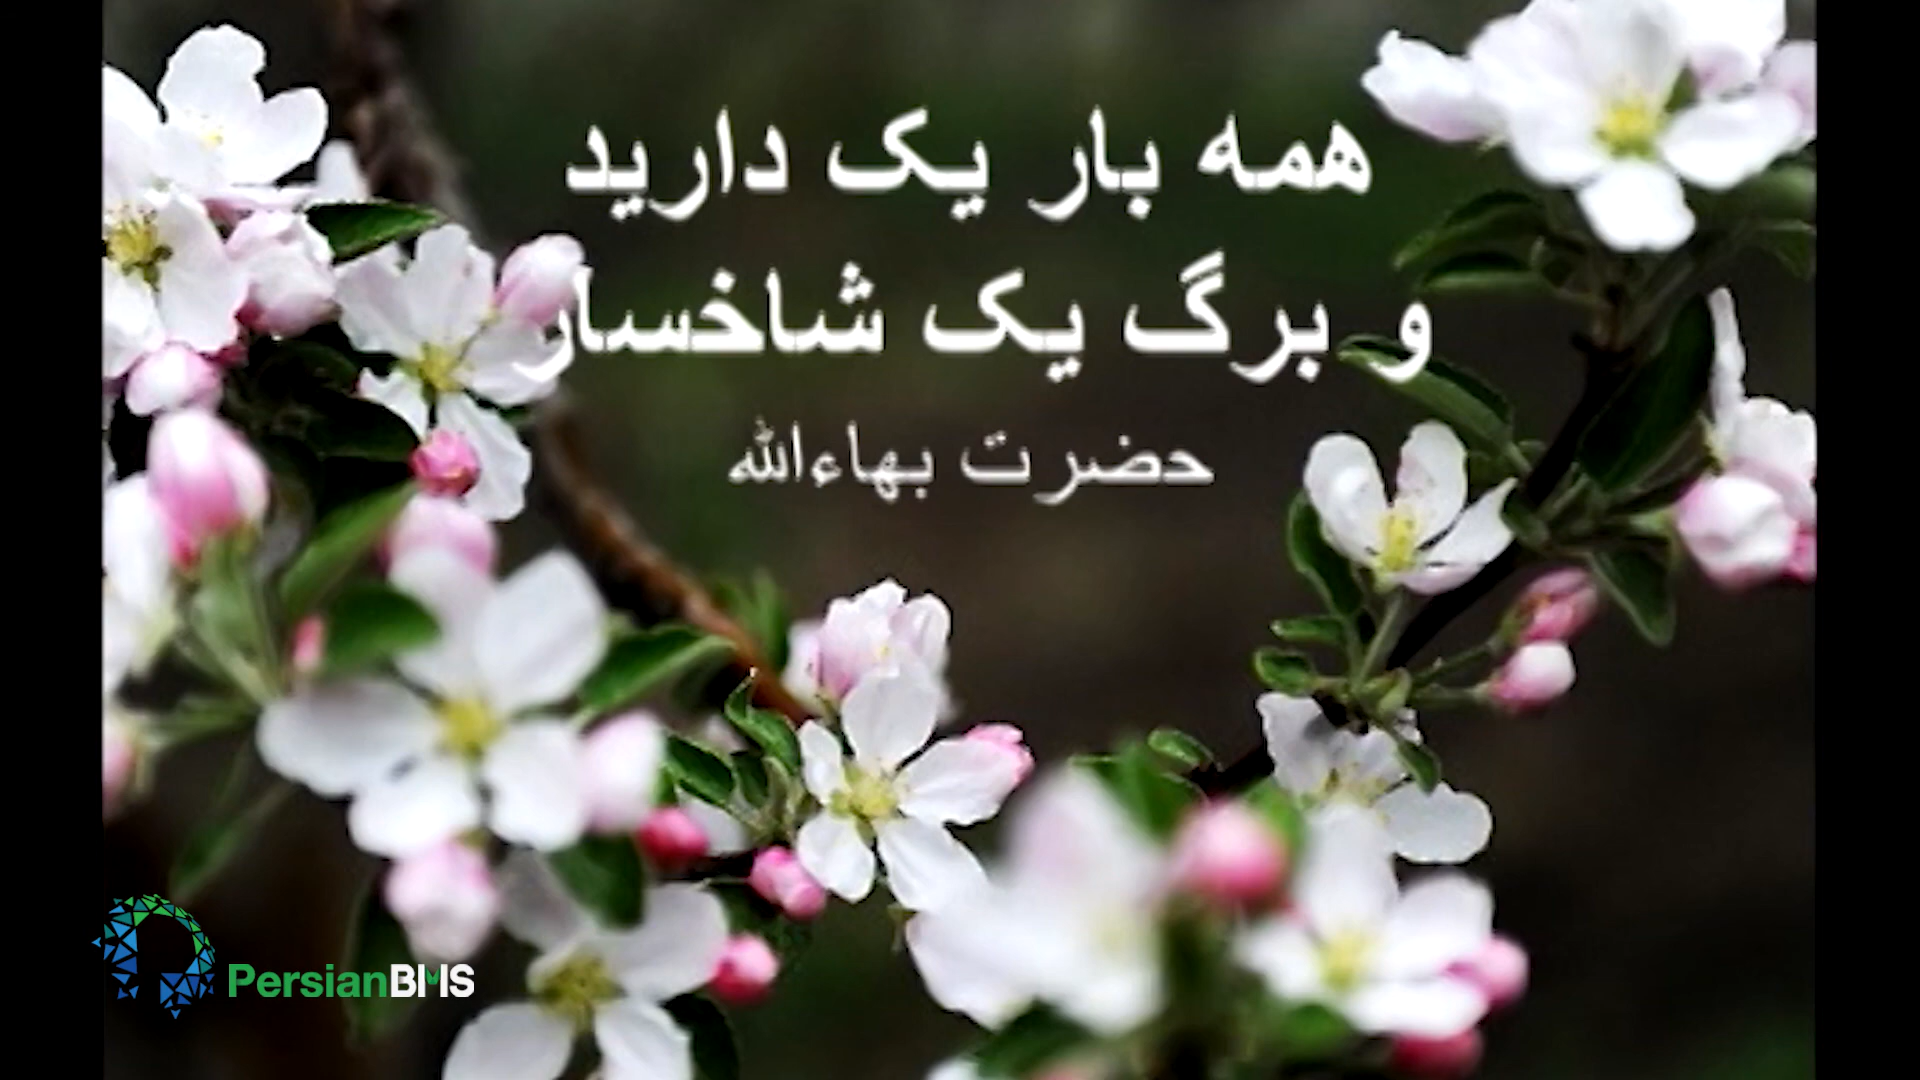 همه بار یک دارید
و برگ یک شاخسار
حضرت بهاءالله
PersianBMS